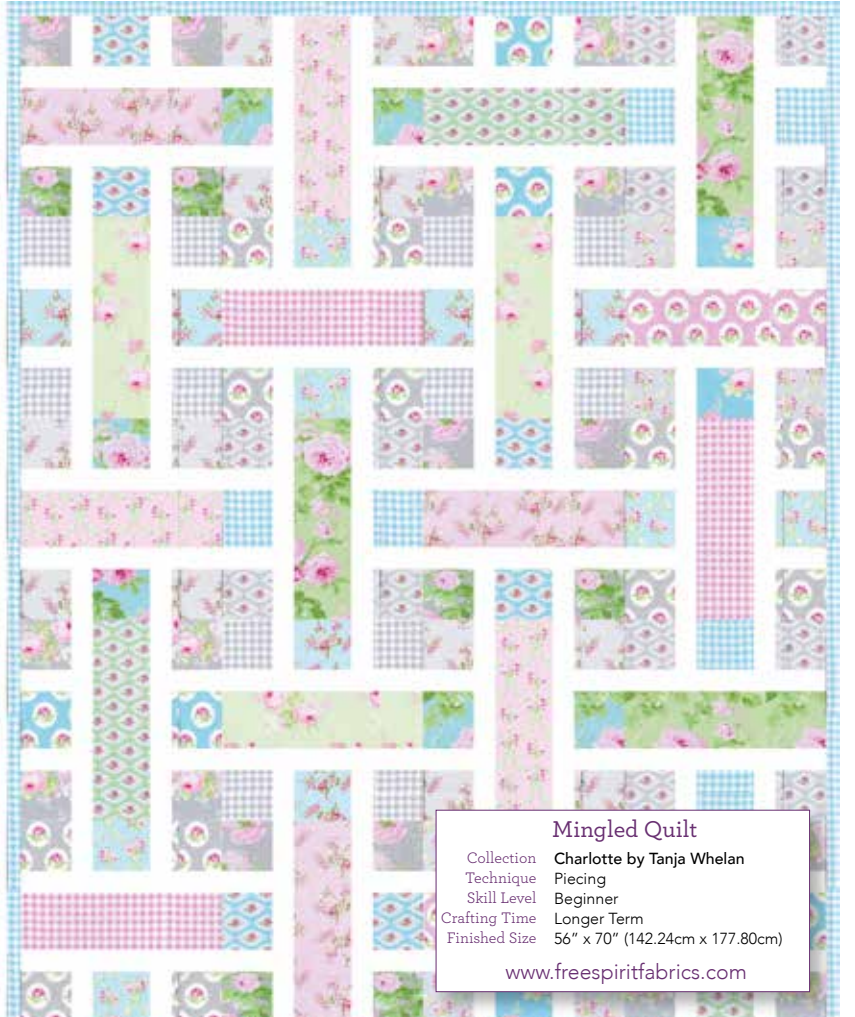 Mingled Quilt
Collection Charlotte by Tanja Whelan
Technique Piecing
Skill Level Beginner
Crafting Time Longer Term
Finished Size 56” x 70” (142.24cm x 177.80cm)
www.freespiritfabrics.com